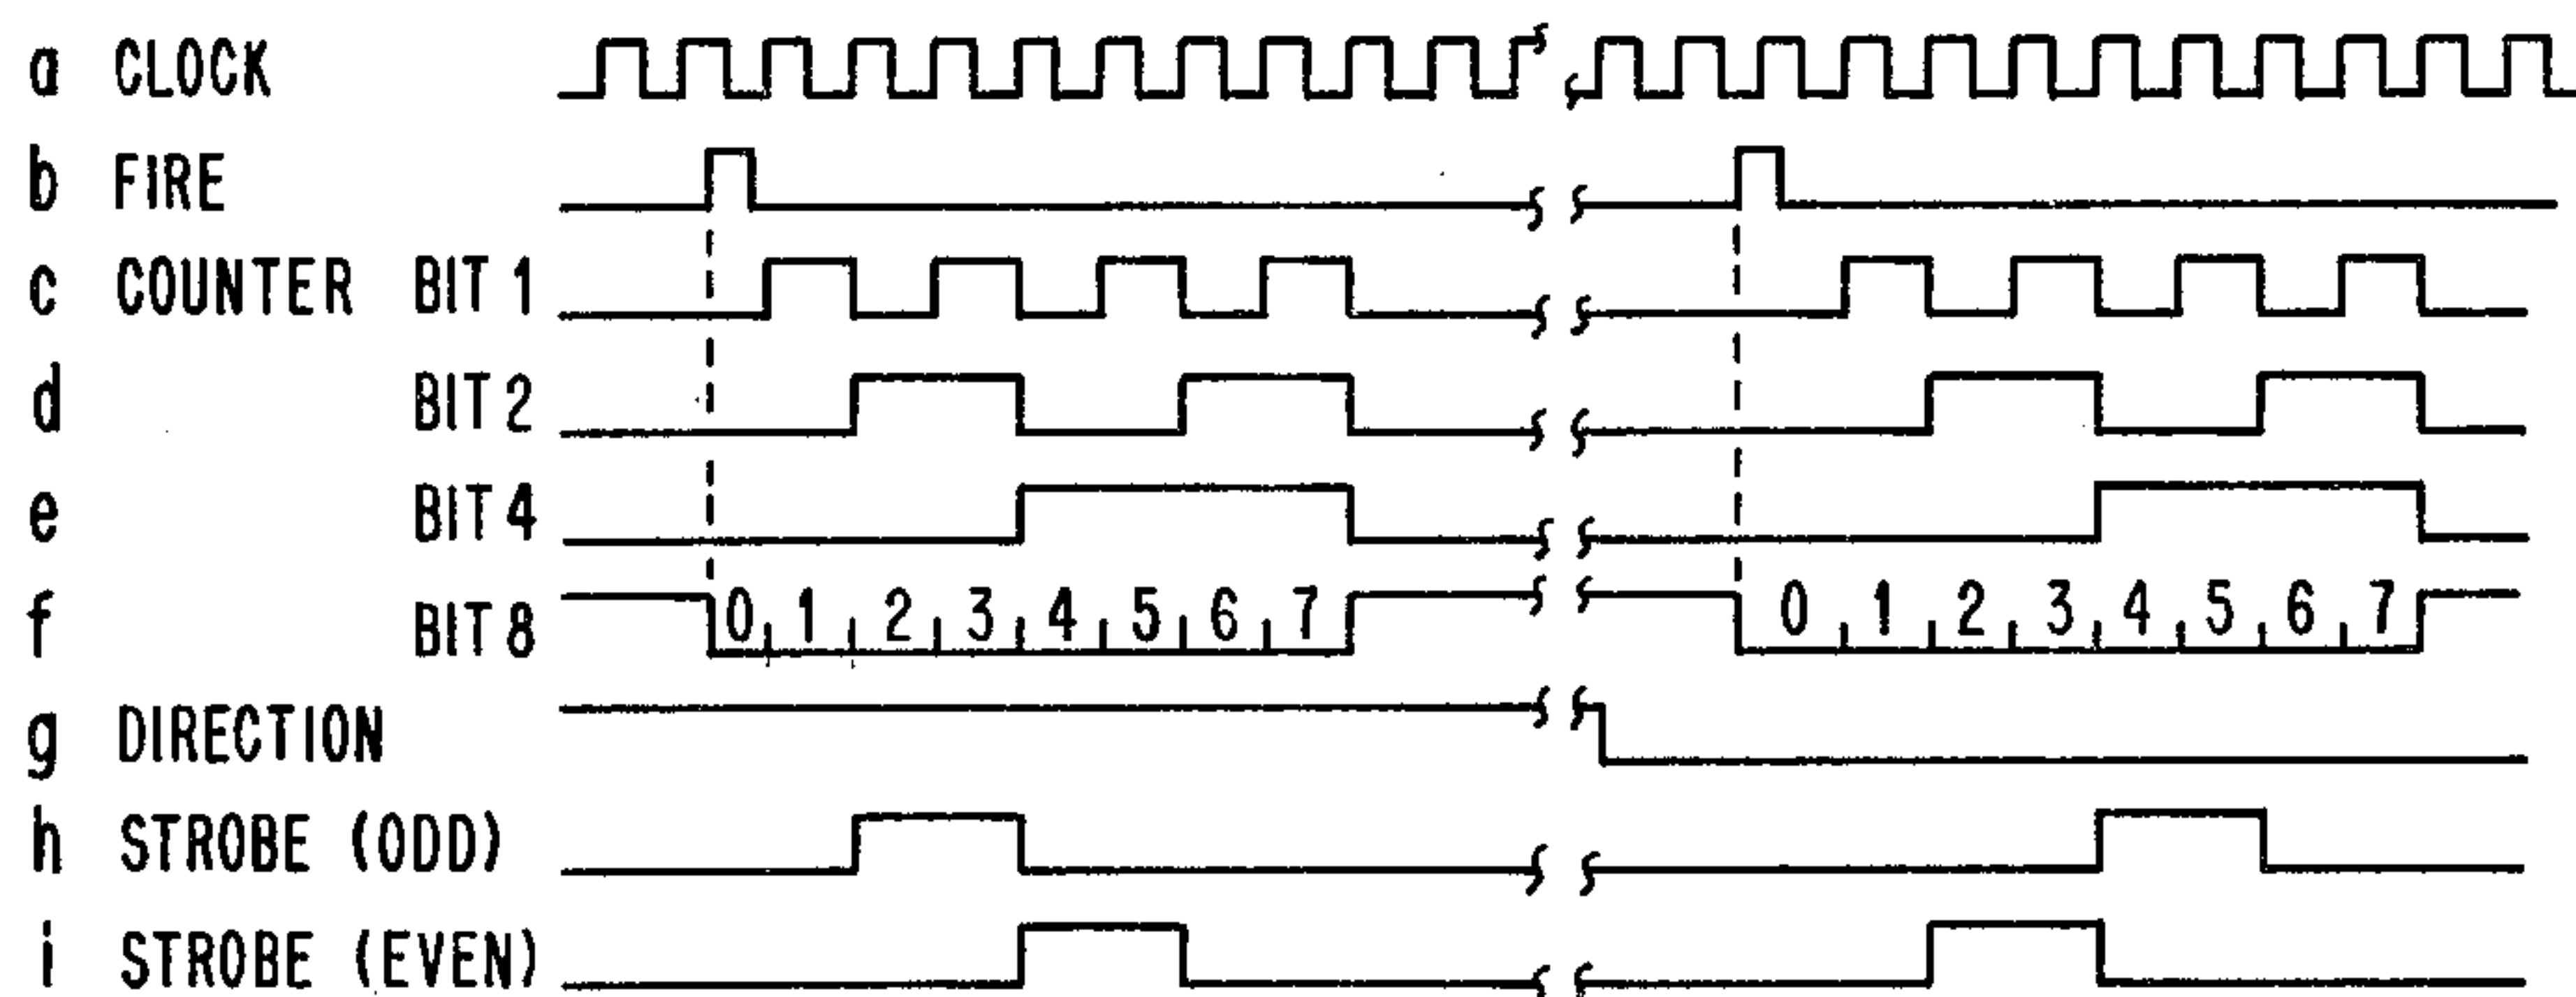 a CLOCK
b FIRE
c COUNTER BIT 1
d BIT 2
e BIT 4
f BIT 8 0 1 2 3 4 5 6 7 0 1 2 3 4 5 6 7
g DIRECTION
h STROBE (ODD)
i STROBE (EVEN)